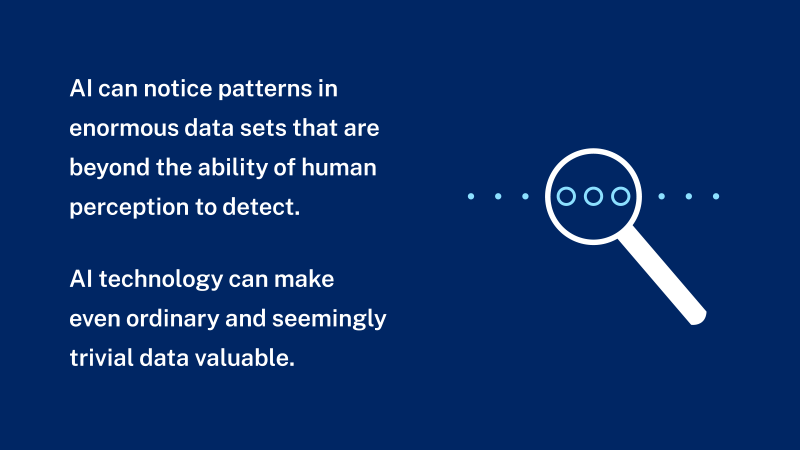 AI can notice patterns in
enormous data sets that are
beyond the ability of human
perception to detect.
AI technology can make
even ordinary and seemingly
trivial data valuable.